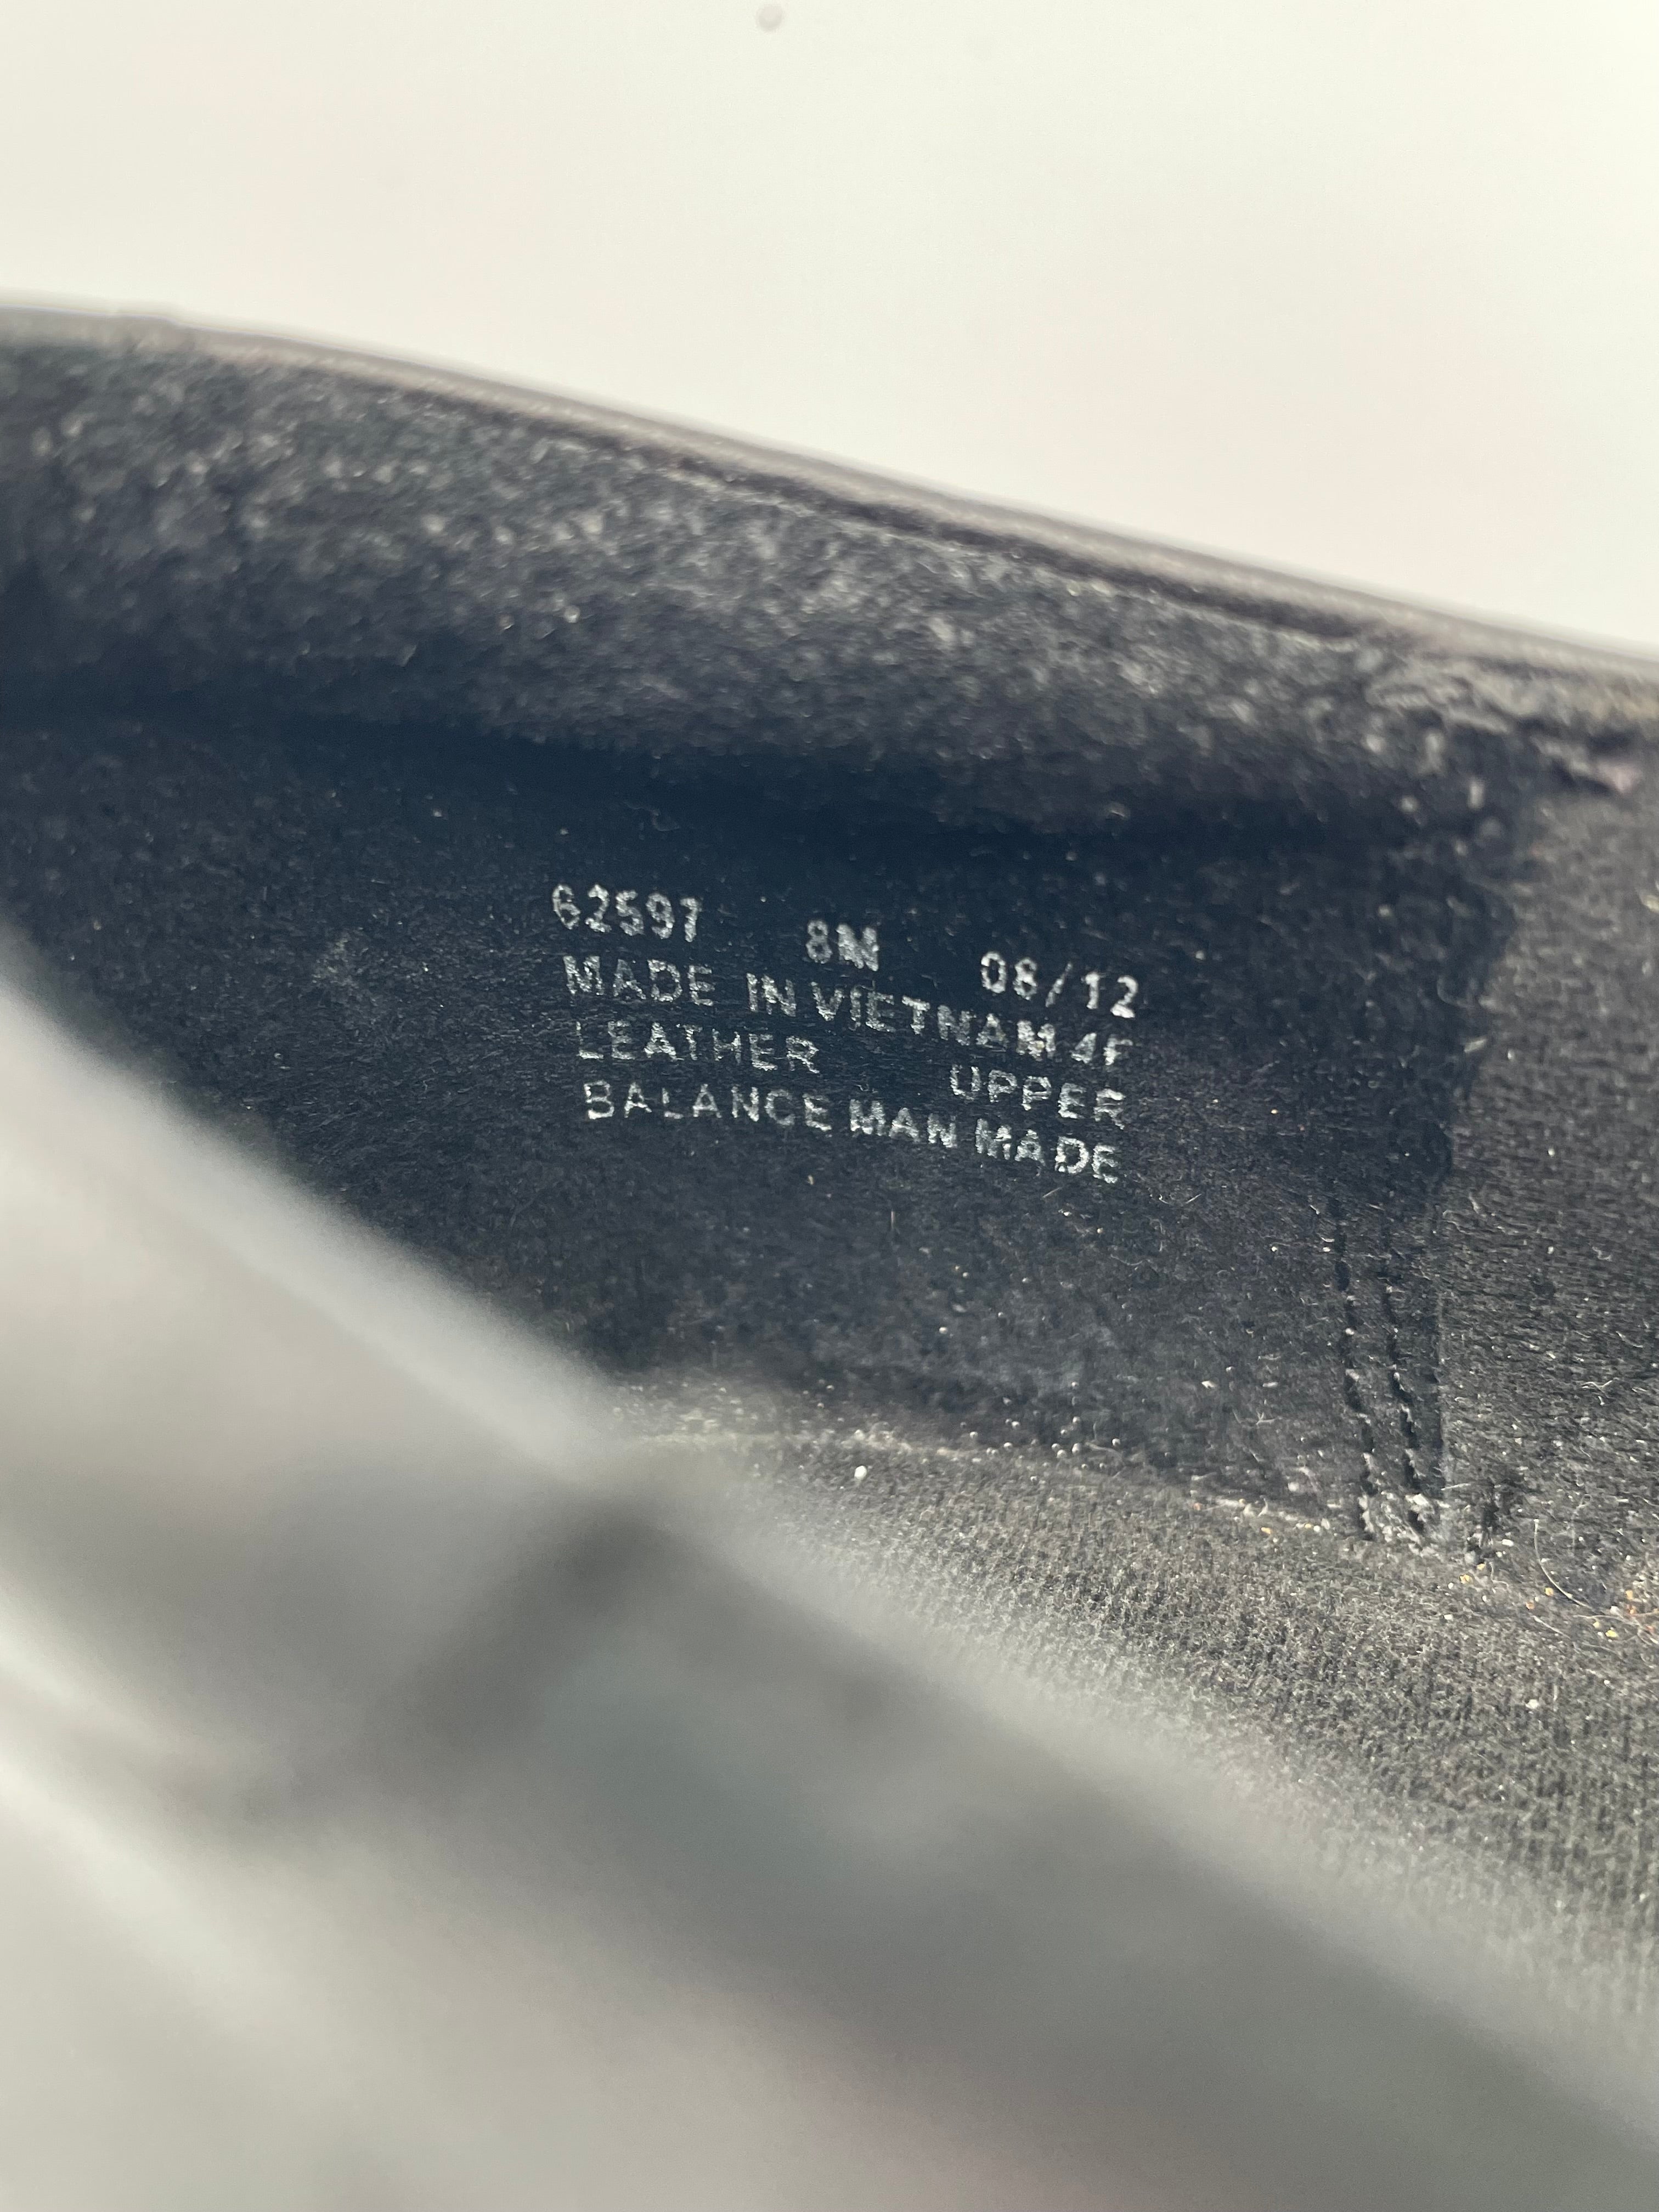 62597 8M 08/12
MADE IN VIETNAM 4F
LEATHER UPPER
BALANCE MAN MADE